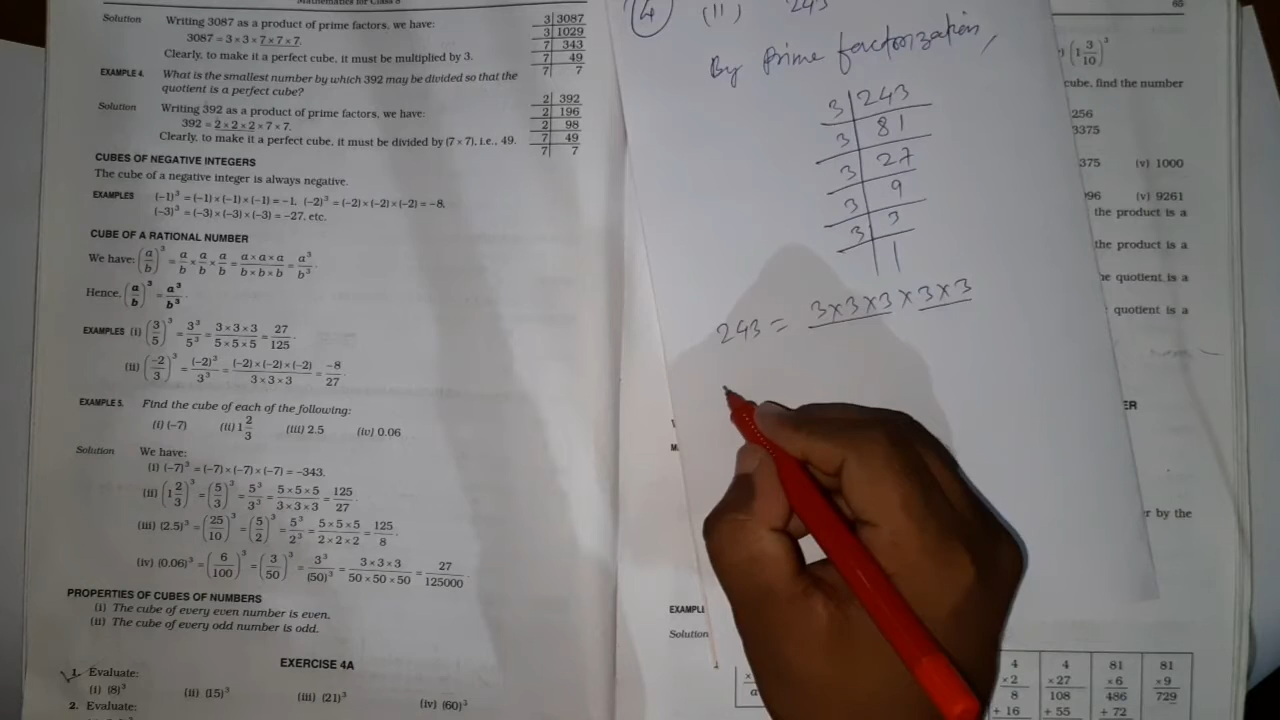 Mathematics for Class 8
Solution Writing 3087 as a product of prime factors, we have:
3087 = 3 × 3 × 7 × 7 × 7.
Clearly, to make it a perfect cube, it must be multiplied by 3.
3 3087
3 1029
7 343
7 49
7 7
EXAMPLE 4. What is the smallest number by which 392 may be divided so that the
quotient is a perfect cube?
Solution Writing 392 as a product of prime factors, we have:
392 = 2 × 2 × 2 × 7 × 7.
Clearly, to make it a perfect cube, it must be divided by (7 × 7), i.e., 49.
2 392
2 196
2 98
7 49
7 7
CUBES OF NEGATIVE INTEGERS
The cube of a negative integer is always negative.
EXAMPLES (−1)³ = (−1) × (−1) × (−1) = −1, (−2)³ = (−2) × (−2) × (−2) = −8,
(−3)³ = (−3) × (−3) × (−3) = −27, etc.
CUBE OF A RATIONAL NUMBER
We have: (a/b)³ = a/b × a/b × a/b = a × a × a / b × b × b = a³/b³.
Hence, (a/b)³ = a³/b³.
EXAMPLES (i) (3/5)³ = 3³/5³ = 3 × 3 × 3 / 5 × 5 × 5 = 27/125.
(ii) (−2/3)³ = (−2)³/3³ = (−2) × (−2) × (−2) / 3 × 3 × 3 = −8/27
EXAMPLE 5. Find the cube of each of the following:
(i) (−7) (ii) 1 2/3 (iii) 2.5 (iv) 0.06
Solution We have:
(i) (−7)³ = (−7) × (−7) × (−7) = −343.
(ii) (1 2/3)³ = (5/3)³ = 5³/3³ = 5 × 5 × 5 / 3 × 3 × 3 = 125/27.
(iii) (2.5)³ = (25/10)³ = (5/2)³ = 5³/2³ = 5 × 5 × 5 / 2 × 2 × 2 = 125/8.
(iv) (0.06)³ = (6/100)³ = (3/50)³ = 3³/(50)³ = 3 × 3 × 3 / 50 × 50 × 50 = 27/125000.
PROPERTIES OF CUBES OF NUMBERS
(i) The cube of every even number is even.
(ii) The cube of every odd number is odd.
EXERCISE 4A
1. Evaluate:
(i) (8)³ (ii) (15)³ (iii) (21)³ (iv) (60)³
2. Evaluate:
4 (ii) 243
By Prime factorization,
3 243
3 81
3 27
3 9
3 3
1
243 = 3×3×3×3×3
(1 3/10)³
cube, find the number
256
3375
375 (v) 1000
96 (v) 9261
the product is a
the product is a
quotient is a
quotient is a
ER
r by the
EXAMPL
Solution
4 4 81 81
×2 ×27 ×6 ×9
8 108 486 729
+ 16 + 55 + 72